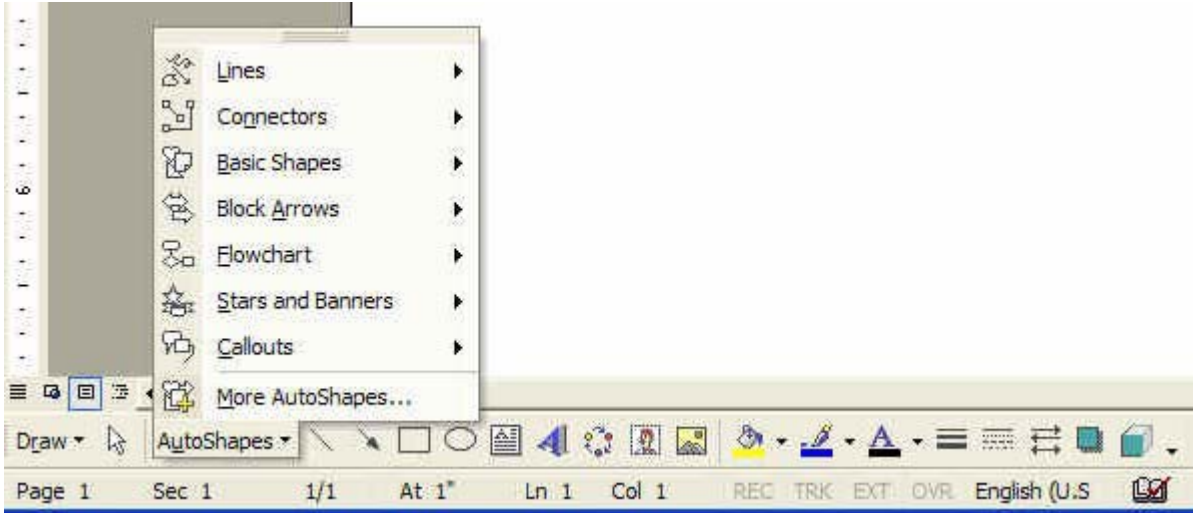 Lines
Connectors
Basic Shapes
Block Arrows
Flowchart
Stars and Banners
Callouts
More AutoShapes...
6
Draw AutoShapes A
Page 1 Sec 1 1/1 At 1" Ln 1 Col 1 REC TRK EXT OVR English (U.S